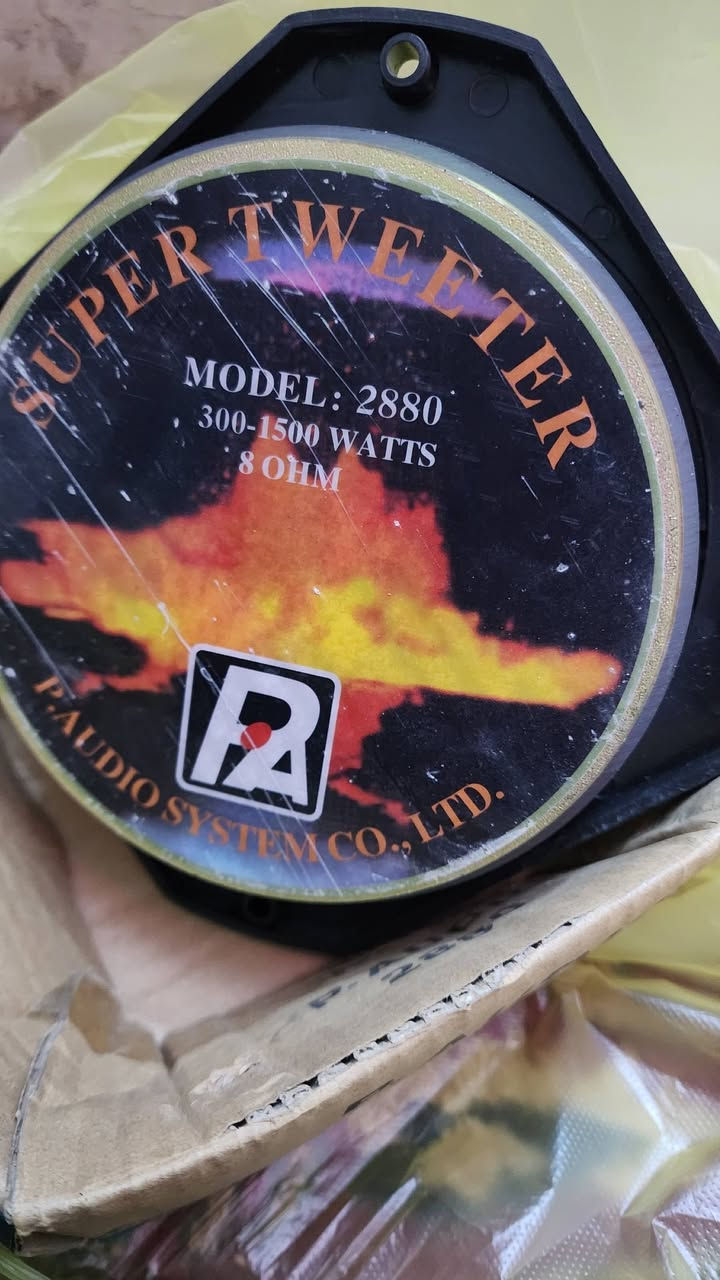 SUPER TWEETER
MODEL: 2880
300-1500 WATTS
8 OHM
PA
P.AUDIO SYSTEM CO., LTD.